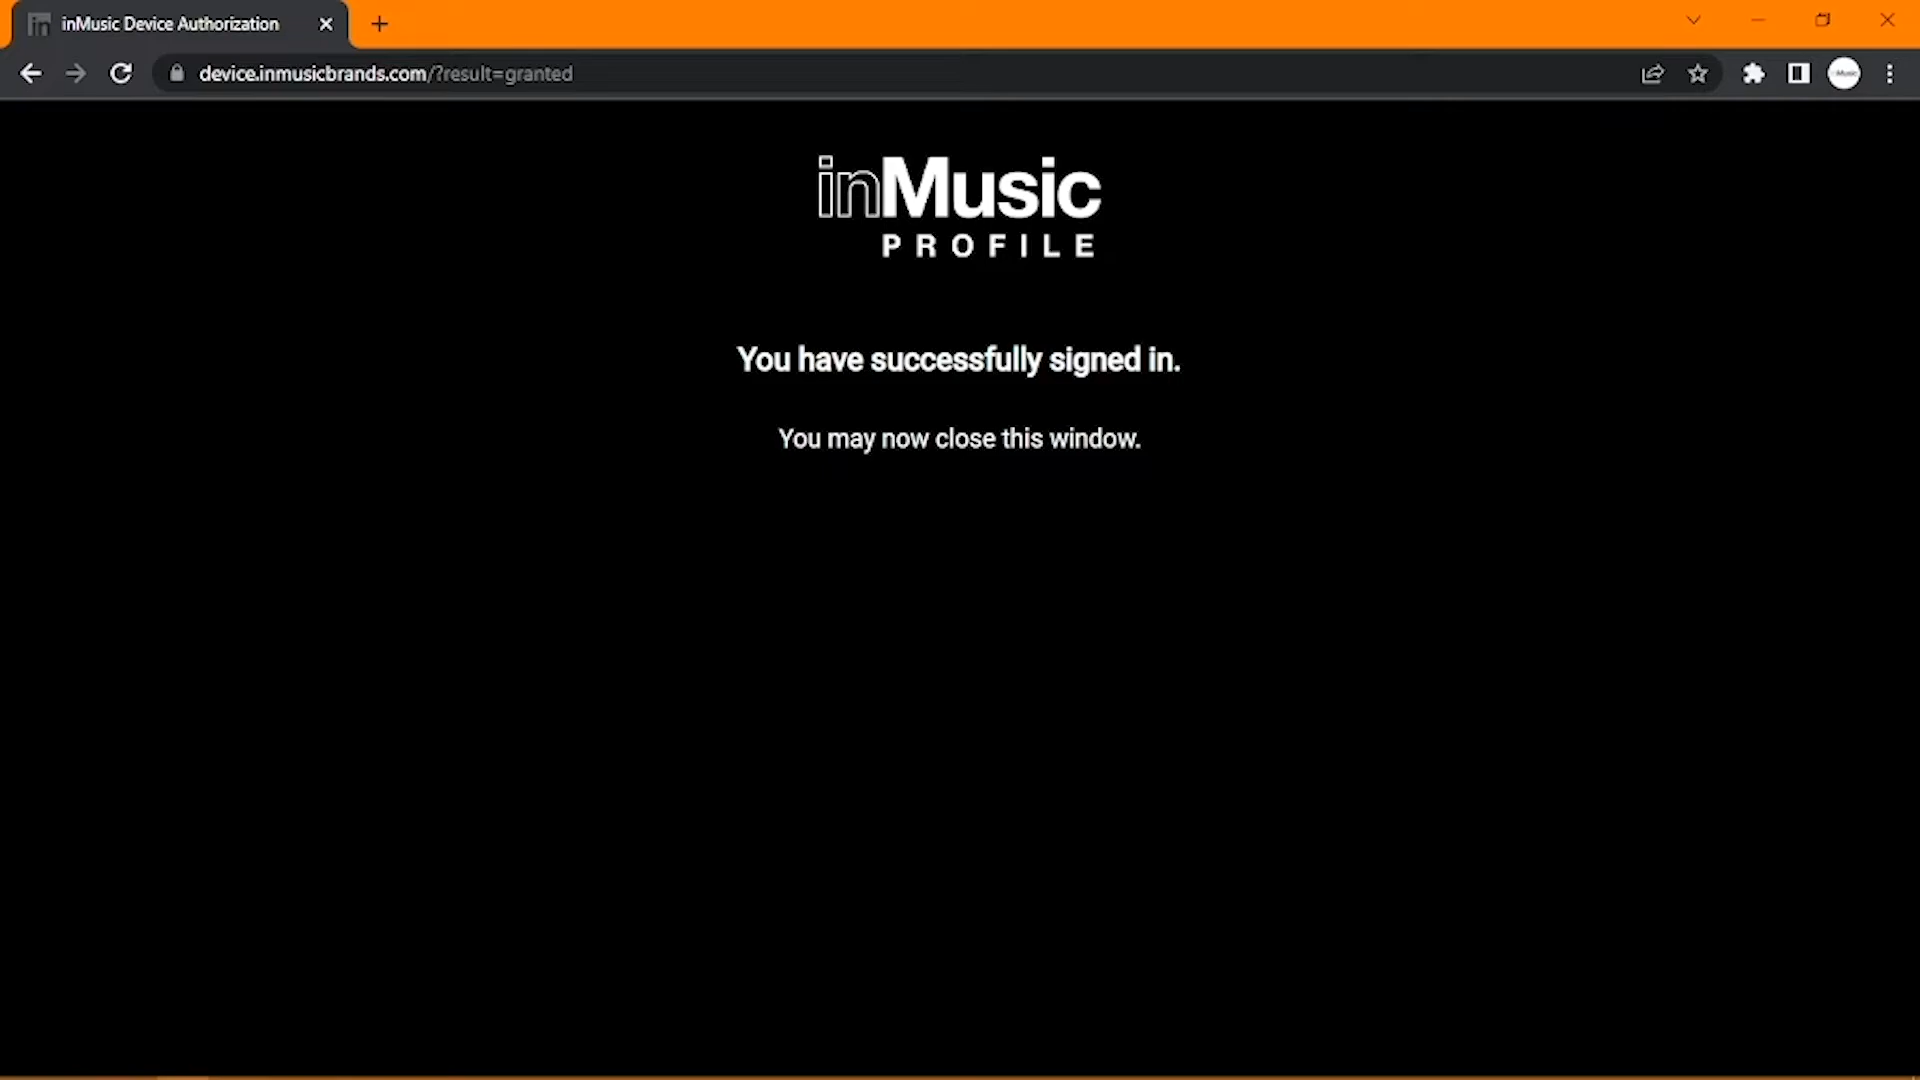 in inMusic Device Authorization
device.inmusicbrands.com/?result=granted
inMusic
PROFILE
You have successfully signed in.
You may now close this window.